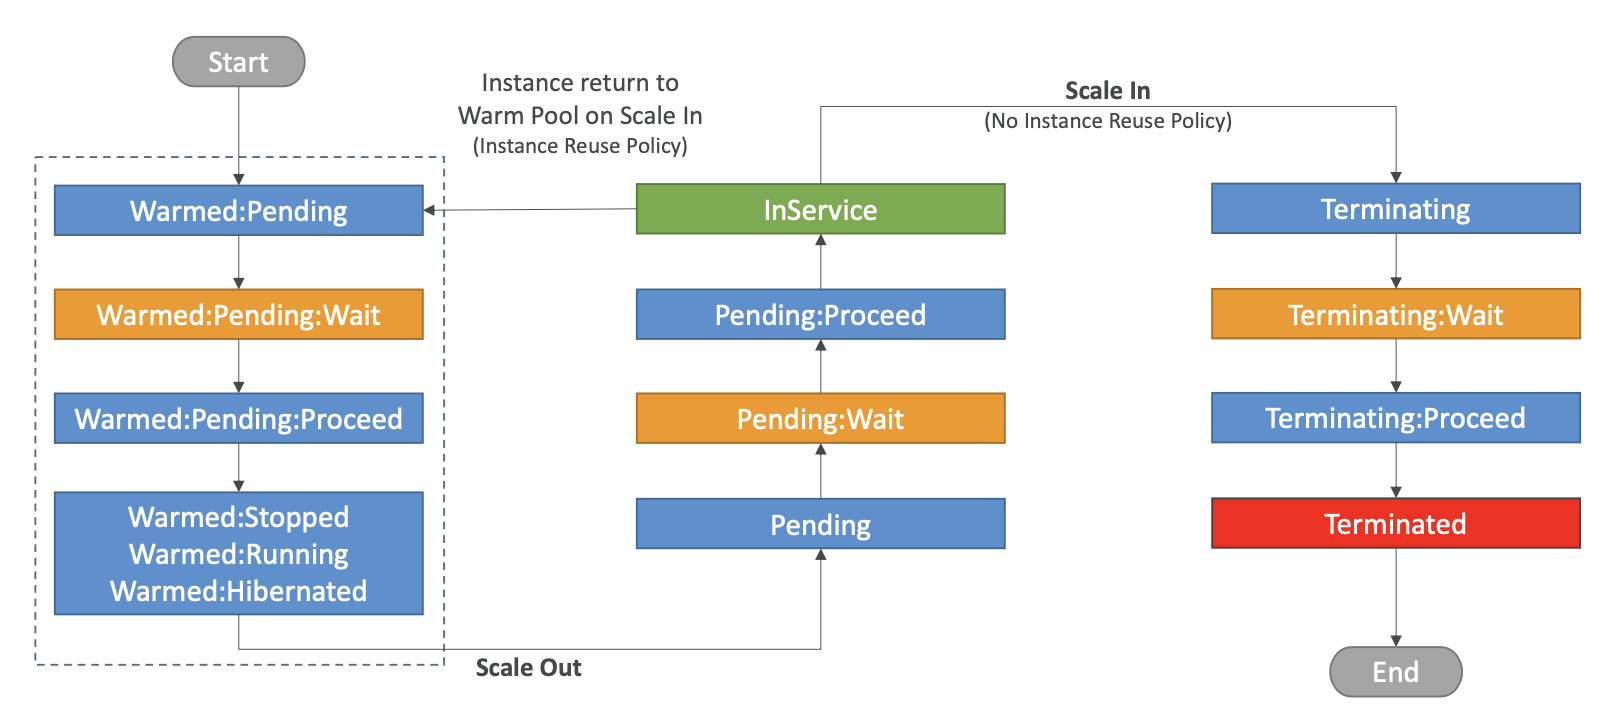 Start
Instance return to
Warm Pool on Scale In
(Instance Reuse Policy)
Scale In
(No Instance Reuse Policy)
Warmed:Pending
Warmed:Pending:Wait
Warmed:Pending:Proceed
Warmed:Stopped
Warmed:Running
Warmed:Hibernated
Scale Out
InService
Pending:Proceed
Pending:Wait
Pending
Terminating
Terminating:Wait
Terminating:Proceed
Terminated
End